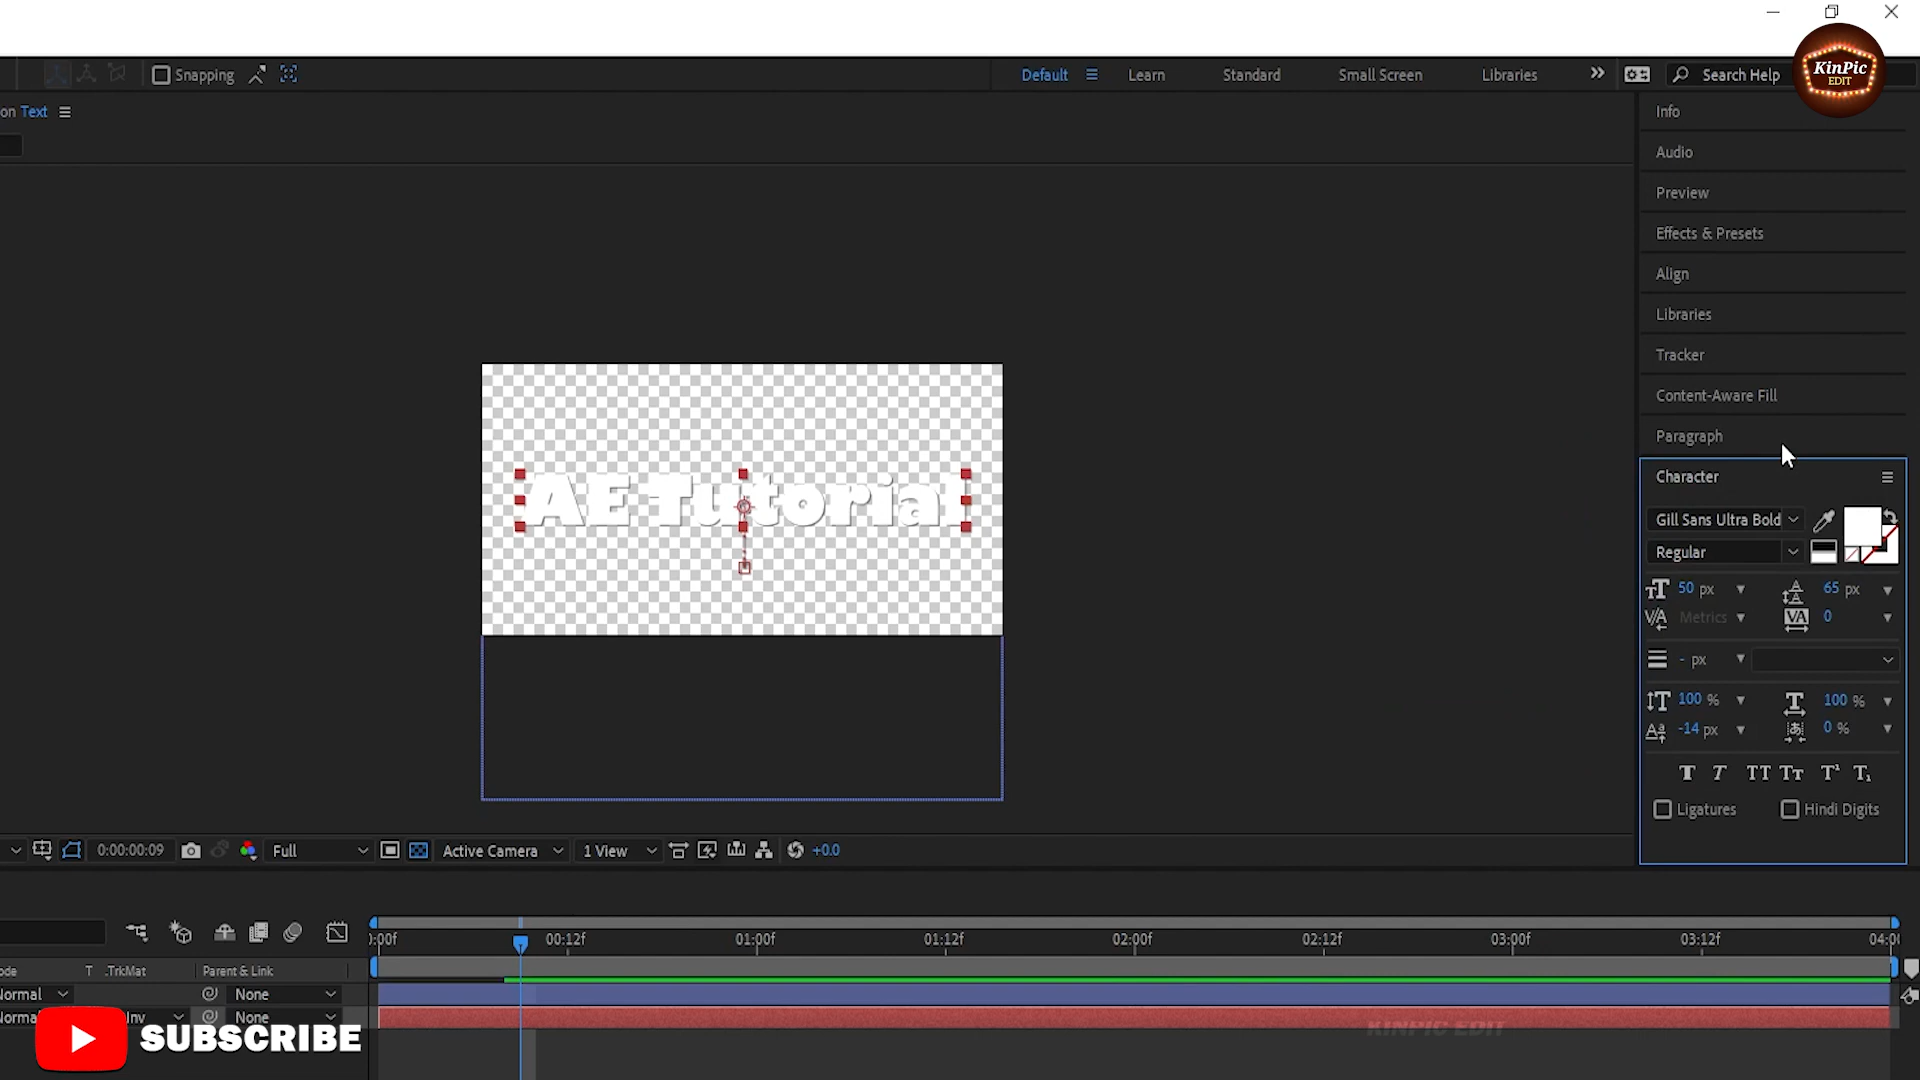 Snapping
Default
Learn
Standard
Small Screen
Libraries
Search Help
KinPic
EDIT
on Text
Info
Audio
Preview
Effects & Presets
Align
Libraries
Tracker
Content-Aware Fill
Paragraph
AE Tutorial
Character
Gill Sans Ultra Bold
Regular
50 px
65 px
Metrics
0
- px
100 %
100 %
-14 px
0 %
Ligatures
Hindi Digits
0:00:00:09
Full
Active Camera
1 View
+0.0
):00f
00:12f
01:00f
01:12f
02:00f
02:12f
03:00f
03:12f
04:0
ode
T .TrkMat
Parent & Link
Normal
None
Norma
Inv
None
SUBSCRIBE
KINPIC EDIT